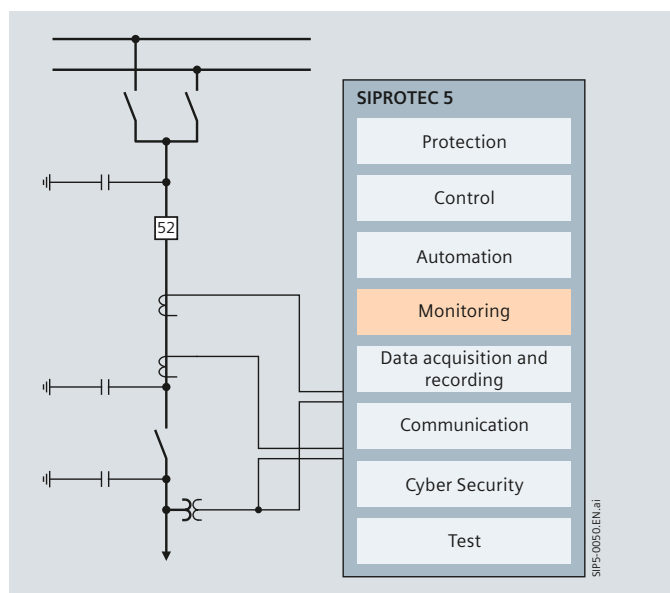 SIPROTEC 5
Protection
Control
52
Automation
Monitoring
Data acquisition and
recording
Communication
Cyber Security
Test
SIP5-0050.EN.ai